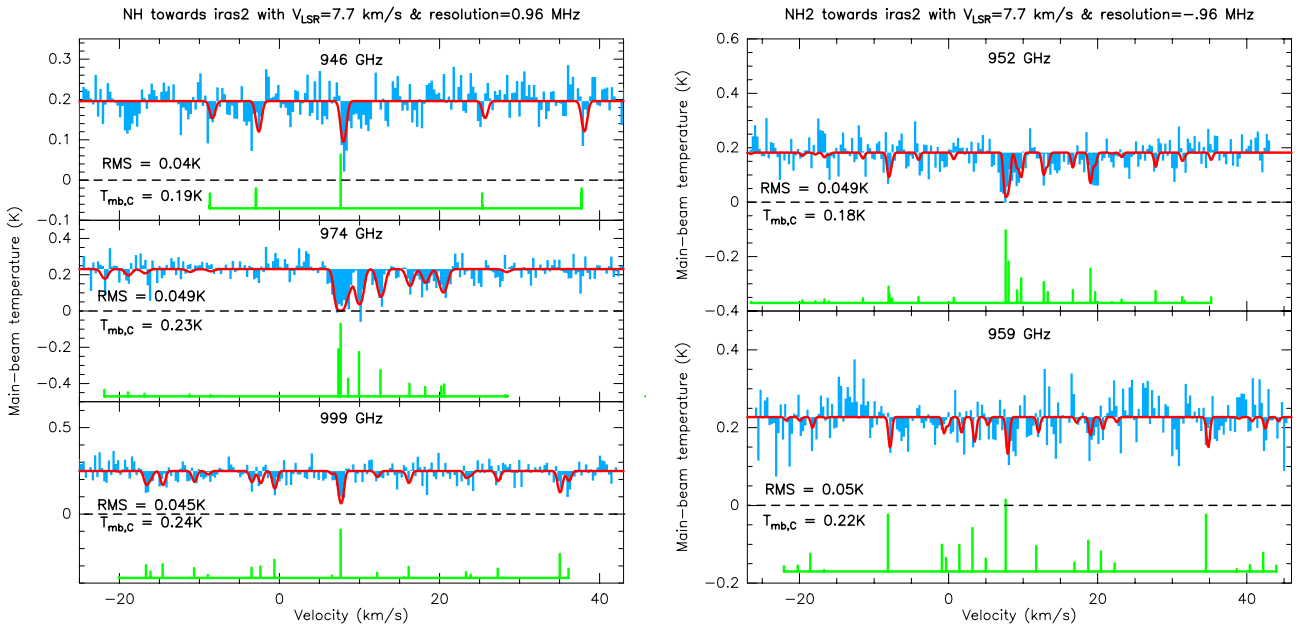 NH towards iras2 with V_LSR=7.7 km/s & resolution=0.96 MHz
946 GHz
0.3
0.2
0.1
0
−0.1
RMS = 0.04K
T_mb,C = 0.19K
974 GHz
0.4
0.2
0
−0.2
−0.4
RMS = 0.049K
T_mb,C = 0.23K
999 GHz
0.5
0
RMS = 0.045K
T_mb,C = 0.24K
Main−beam temperature (K)
−20 0 20 40
Velocity (km/s)
NH2 towards iras2 with V_LSR=7.7 km/s & resolution=−.96 MHz
952 GHz
0.6
0.4
0.2
0
−0.2
−0.4
RMS = 0.049K
T_mb,C = 0.18K
Main−beam temperature (K)
959 GHz
0.4
0.2
0
−0.2
RMS = 0.05K
T_mb,C = 0.22K
Main−beam temperature (K)
−20 0 20 40
Velocity (km/s)